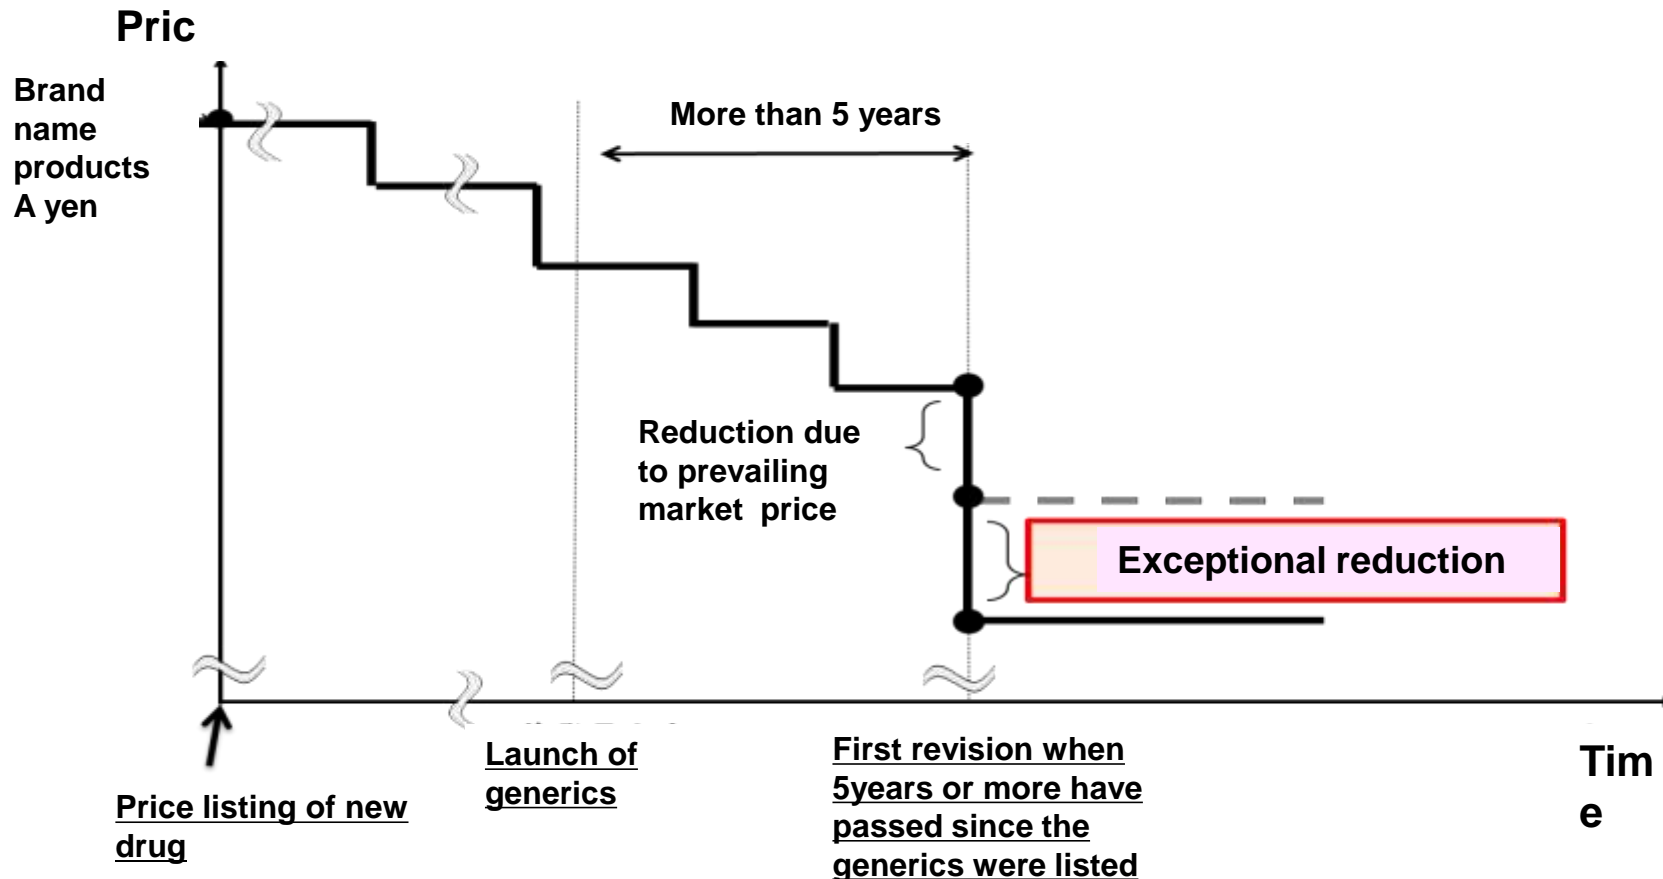 Pric
Brand
name
products
A yen
More than 5 years
Reduction due
to prevailing
market price
Exceptional reduction
Launch of
generics
First revision when
5years or more have
passed since the
generics were listed
Tim
e
Price listing of new
drug